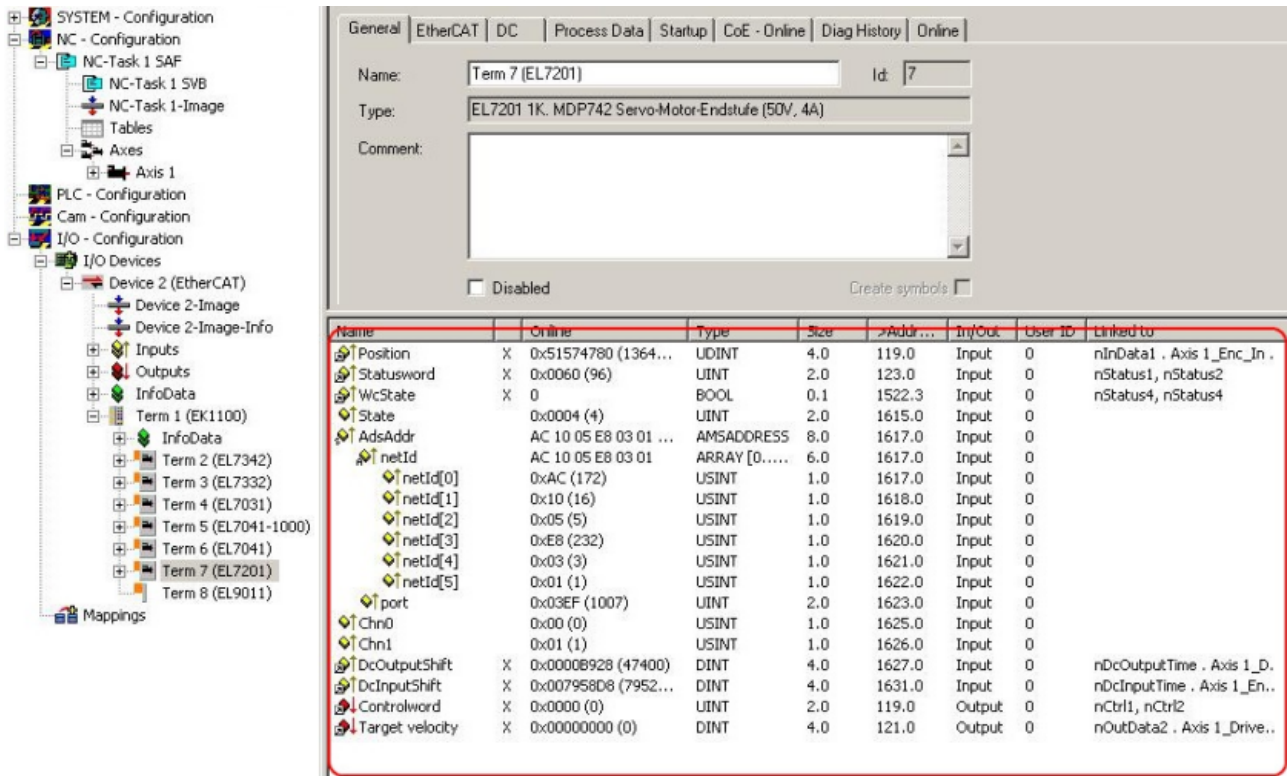 SYSTEM - Configuration
NC - Configuration
NC-Task 1 SAF
NC-Task 1 SVB
NC-Task 1-Image
Tables
Axes
Axis 1
PLC - Configuration
Cam - Configuration
I/O - Configuration
I/O Devices
Device 2 (EtherCAT)
Device 2-Image
Device 2-Image-Info
Inputs
Outputs
InfoData
Term 1 (EK1100)
InfoData
Term 2 (EL7342)
Term 3 (EL7332)
Term 4 (EL7031)
Term 5 (EL7041-1000)
Term 6 (EL7041)
Term 7 (EL7201)
Term 8 (EL9011)
Mappings
General EtherCAT DC Process Data Startup CoE - Online Diag History Online
Name: Term 7 (EL7201) Id: 7
Type: EL7201 1K. MDP742 Servo-Motor-Endstufe (50V, 4A)
Comment:
Disabled Create symbols
Name Online Type Size >Addr... In/Out User ID Linked to
Position X 0x51574780 (1364... UDINT 4.0 119.0 Input 0 nInData1 . Axis 1_Enc_In .
Statusword X 0x0060 (96) UINT 2.0 123.0 Input 0 nStatus1, nStatus2
WcState X 0 BOOL 0.1 1522.3 Input 0 nStatus4, nStatus4
State 0x0004 (4) UINT 2.0 1615.0 Input 0
AdsAddr AC 10 05 E8 03 01 ... AMSADDRESS 8.0 1617.0 Input 0
netId AC 10 05 E8 03 01 ARRAY [0..... 6.0 1617.0 Input 0
netId[0] 0xAC (172) USINT 1.0 1617.0 Input 0
netId[1] 0x10 (16) USINT 1.0 1618.0 Input 0
netId[2] 0x05 (5) USINT 1.0 1619.0 Input 0
netId[3] 0xE8 (232) USINT 1.0 1620.0 Input 0
netId[4] 0x03 (3) USINT 1.0 1621.0 Input 0
netId[5] 0x01 (1) USINT 1.0 1622.0 Input 0
port 0x03EF (1007) UINT 2.0 1623.0 Input 0
Chn0 0x00 (0) USINT 1.0 1625.0 Input 0
Chn1 0x01 (1) USINT 1.0 1626.0 Input 0
DcOutputShift X 0x0000B928 (47400) DINT 4.0 1627.0 Input 0 nDcOutputTime . Axis 1_D.
DcInputShift X 0x007958D8 (7952... DINT 4.0 1631.0 Input 0 nDcInputTime . Axis 1_En..
Controlword X 0x0000 (0) UINT 2.0 119.0 Output 0 nCtrl1, nCtrl2
Target velocity X 0x00000000 (0) DINT 4.0 121.0 Output 0 nOutData2 . Axis 1_Drive..